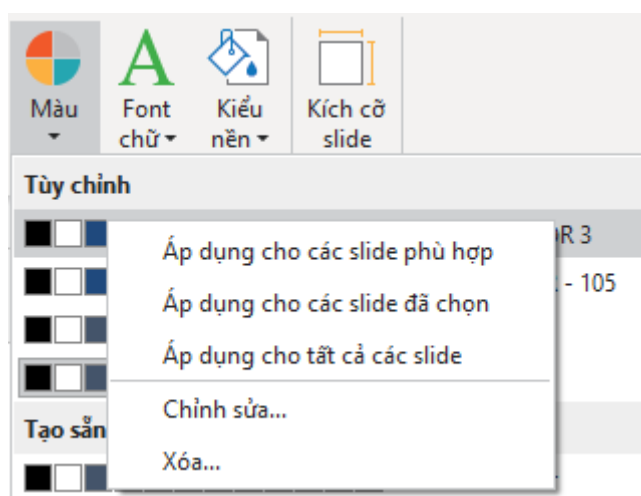 Màu
Font chữ
Kiểu nền
Kích cỡ slide
Tùy chỉnh
R 3
Áp dụng cho các slide phù hợp
- 105
Áp dụng cho các slide đã chọn
Áp dụng cho tất cả các slide
Chỉnh sửa...
Tạo sẵn
Xóa...